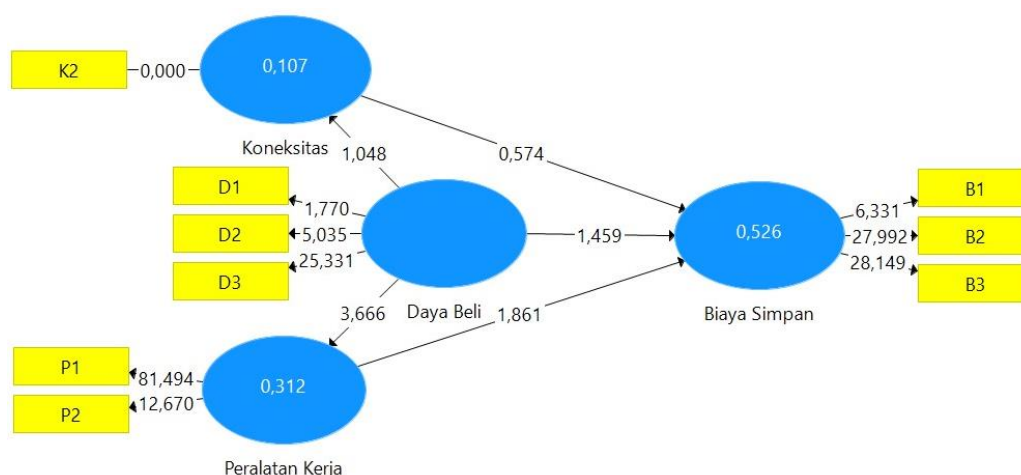 K2
0,000
0,107
Koneksitas
1,048
0,574
D1
1,770
D2
5,035
D3
25,331
Daya Beli
1,459
0,526
Biaya Simpan
6,331
B1
27,992
B2
28,149
B3
3,666
1,861
P1
81,494
P2
12,670
0,312
Peralatan Kerja